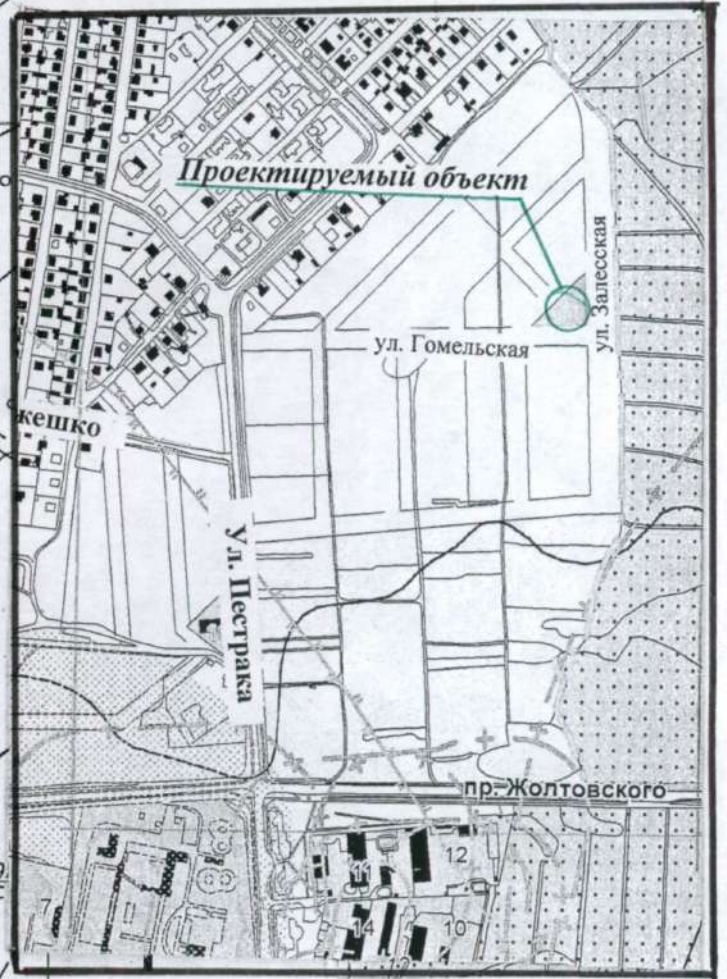 Проектируемый объект
ул. Залесская
ул. Гомельская
кешко
Ул. Пестрака
пр. Жолтовского
11
12
7
14
10